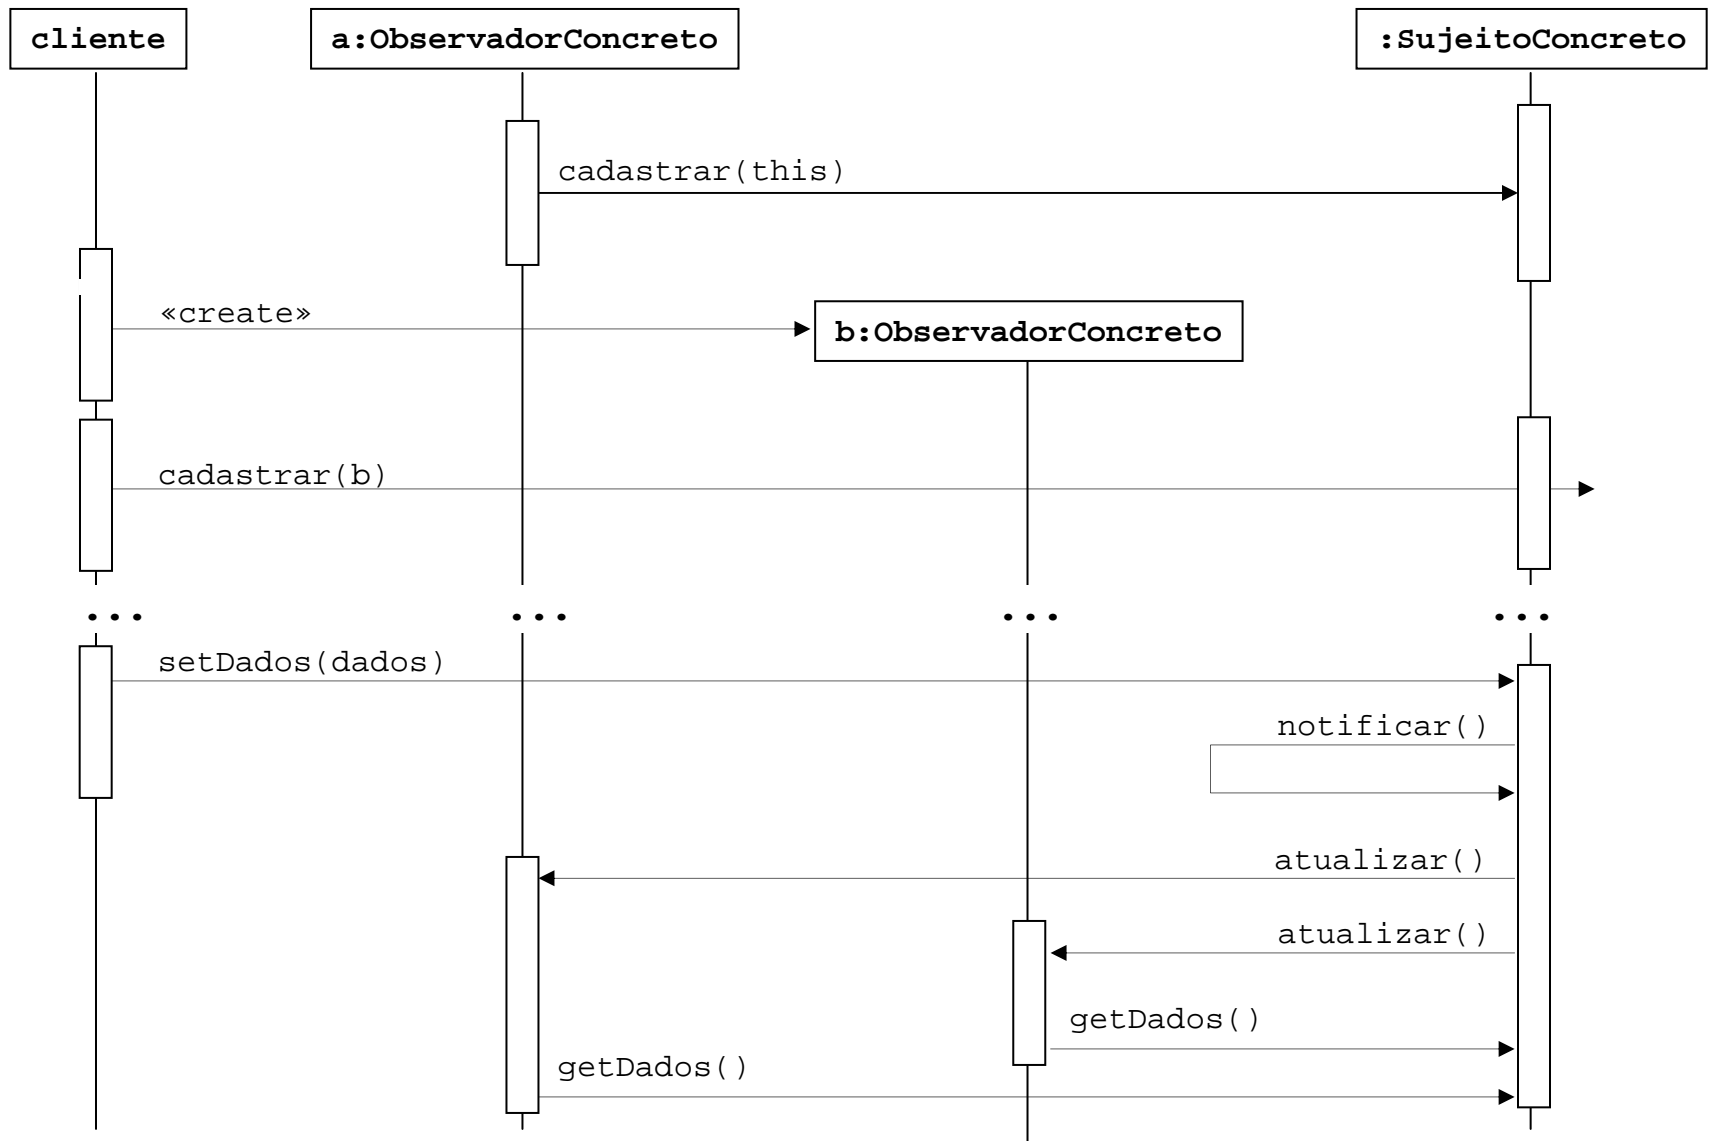 cliente
a:ObservadorConcreto
:SujeitoConcreto
cadastrar(this)
«create»
b:ObservadorConcreto
cadastrar(b)
... ... ... ...
setDados(dados)
notificar()
atualizar()
atualizar()
getDados()
getDados()